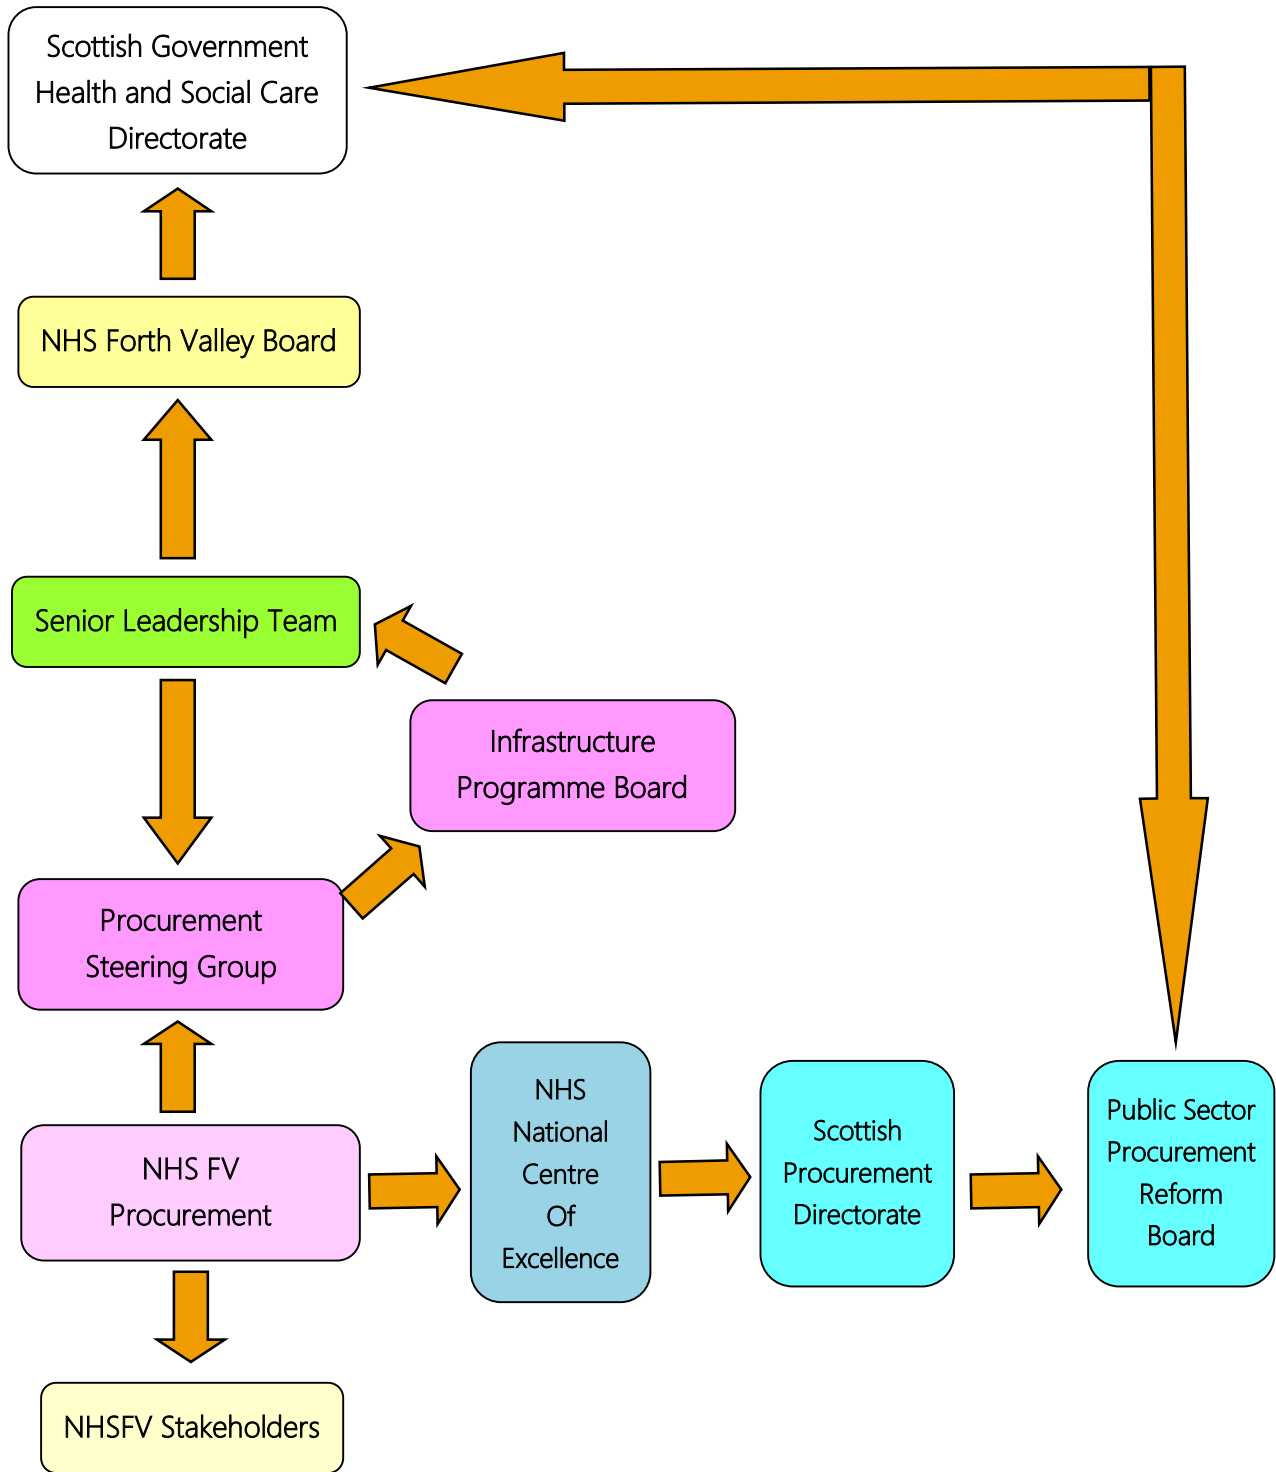 Scottish Government
Health and Social Care
Directorate
NHS Forth Valley Board
Senior Leadership Team
Infrastructure
Programme Board
Procurement
Steering Group
NHS FV
Procurement
NHS
National
Centre
Of
Excellence
Scottish
Procurement
Directorate
Public Sector
Procurement
Reform
Board
NHSFV Stakeholders